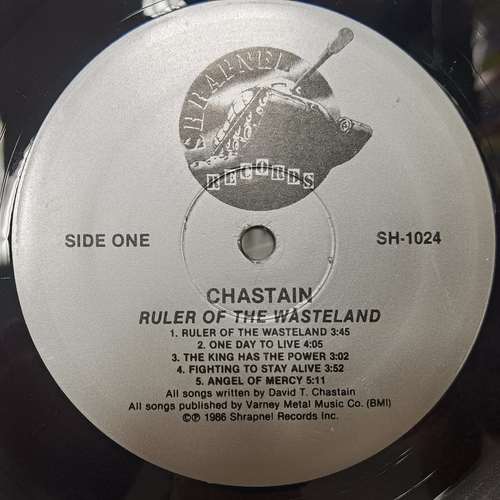 SHRAPNEL
RECORDS
SIDE ONE
SH-1024
CHASTAIN
RULER OF THE WASTELAND
1. RULER OF THE WASTELAND 3:45
2. ONE DAY TO LIVE 4:05
3. THE KING HAS THE POWER 3:02
4. FIGHTING TO STAY ALIVE 3:52
5. ANGEL OF MERCY 5:11
All songs written by David T. Chastain
All songs published by Varney Metal Music Co. (BMI)
©℗ 1986 Shrapnel Records Inc.